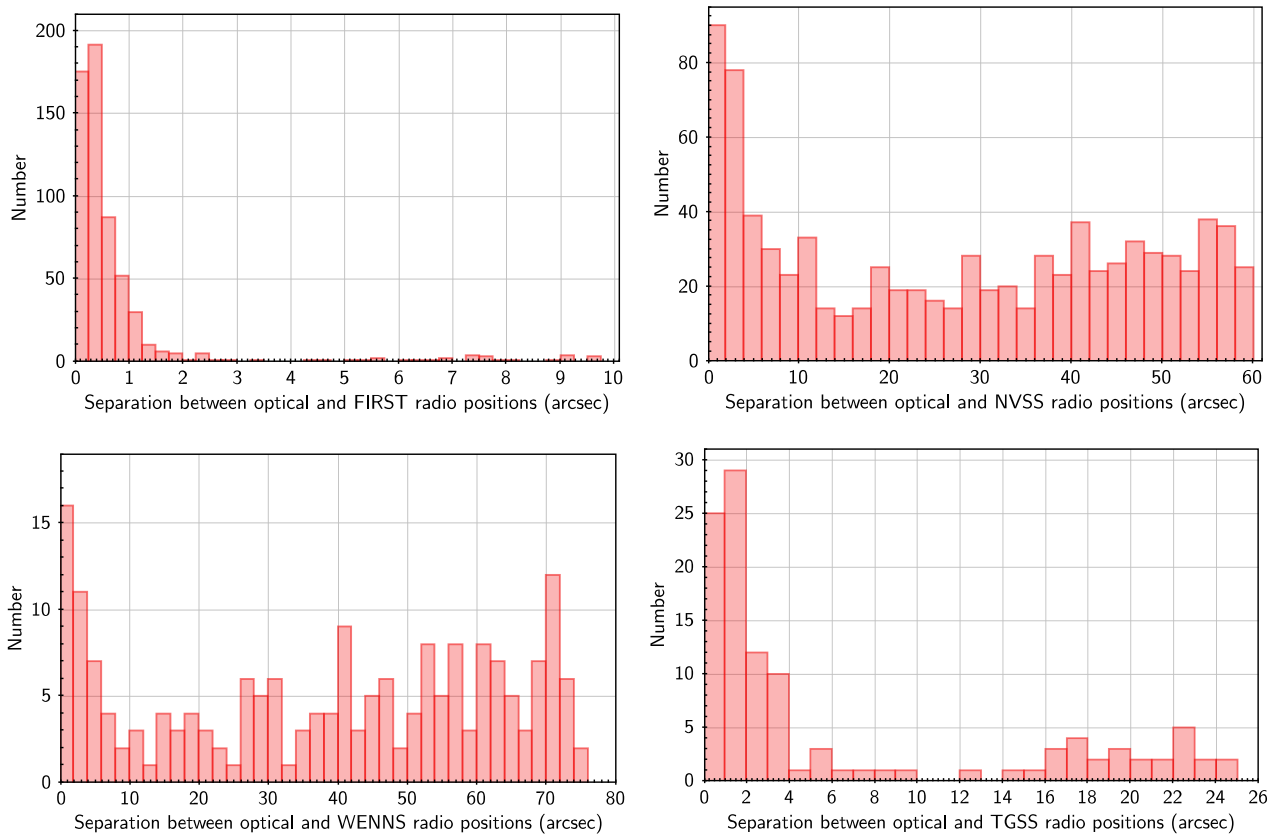 200
150
100
50
0
Number
0 1 2 3 4 5 6 7 8 9 10
Separation between optical and FIRST radio positions (arcsec)
80
60
40
20
0
Number
0 10 20 30 40 50 60
Separation between optical and NVSS radio positions (arcsec)
15
10
5
0
Number
0 10 20 30 40 50 60 70 80
Separation between optical and WENNS radio positions (arcsec)
30
25
20
15
10
5
0
Number
0 2 4 6 8 10 12 14 16 18 20 22 24 26
Separation between optical and TGSS radio positions (arcsec)